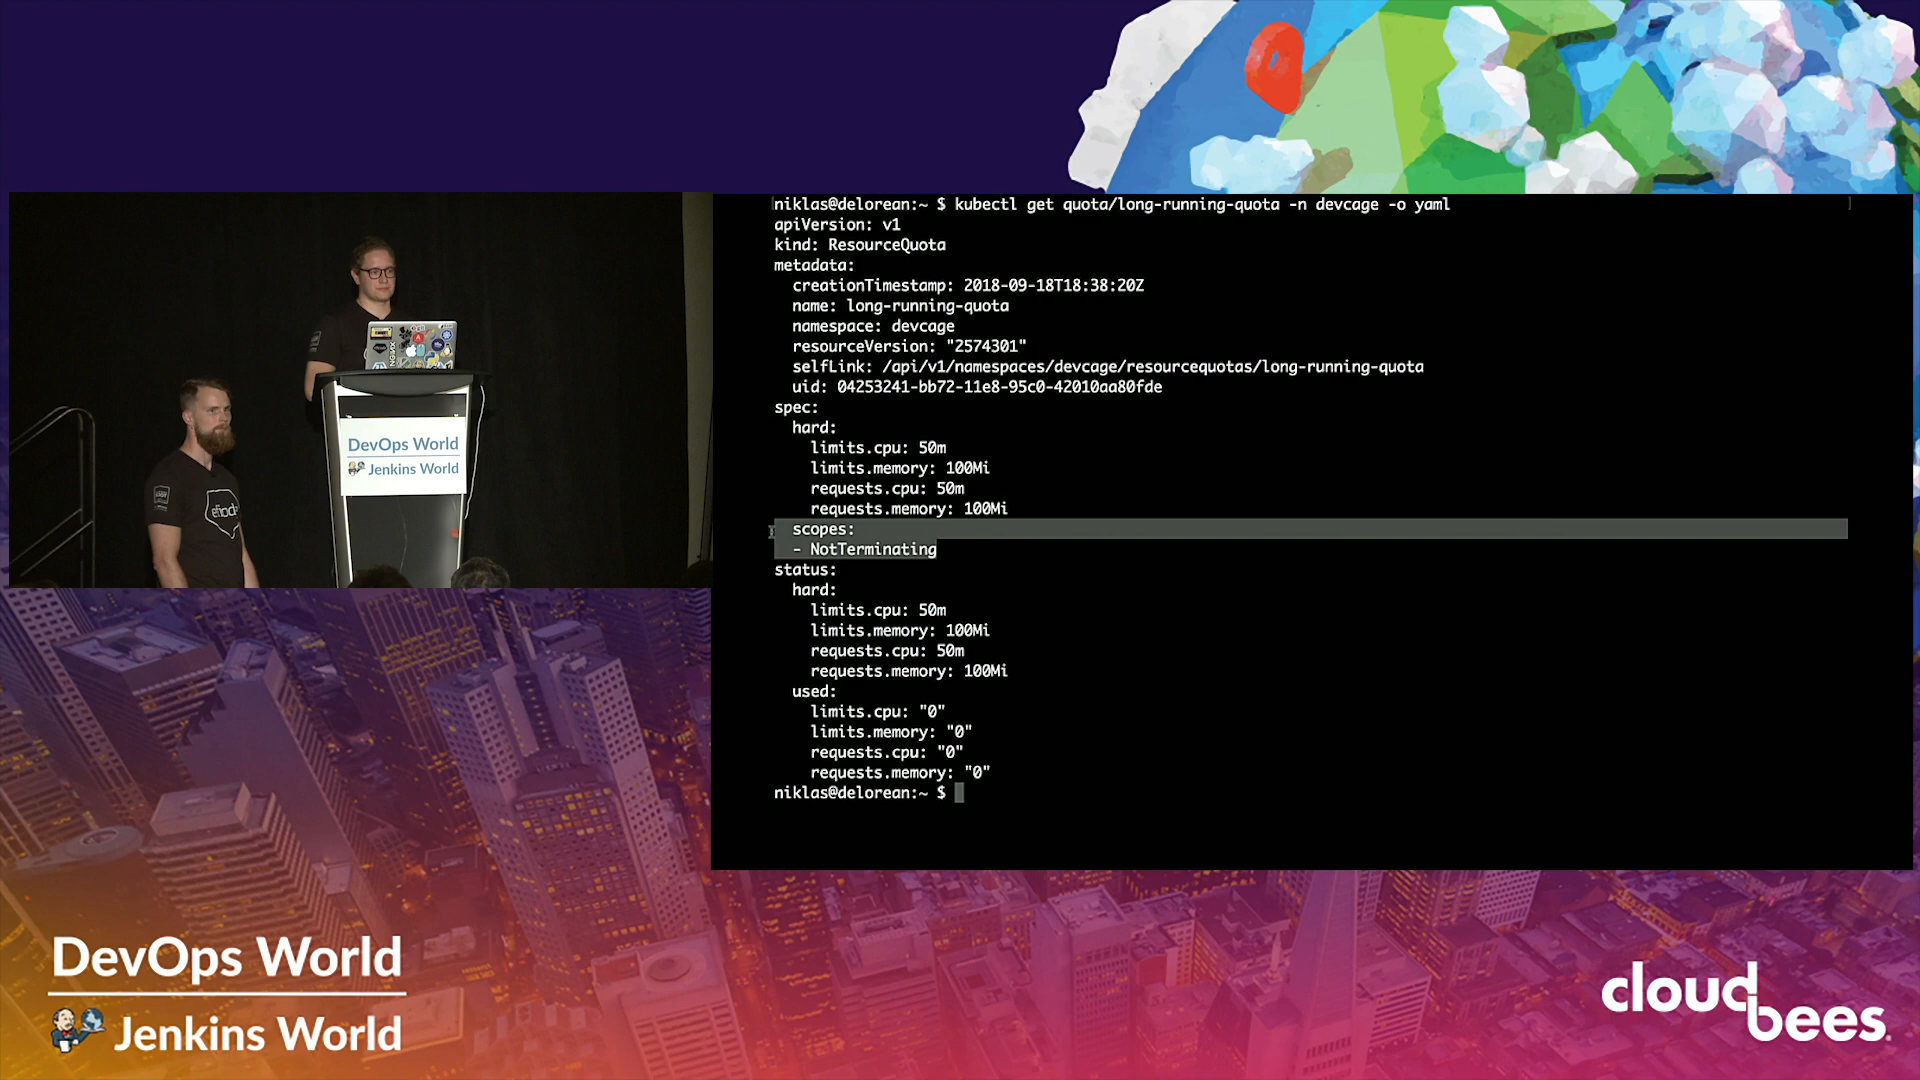 niklas@delorean:~ $ kubectl get quota/long-running-quota -n devcage -o yaml
apiVersion: v1
kind: ResourceQuota
metadata:
  creationTimestamp: 2018-09-18T18:38:20Z
  name: long-running-quota
  namespace: devcage
  resourceVersion: "2574301"
  selfLink: /api/v1/namespaces/devcage/resourcequotas/long-running-quota
  uid: 04253241-bb72-11e8-95c0-42010aa80fde
spec:
  hard:
    limits.cpu: 50m
    limits.memory: 100Mi
    requests.cpu: 50m
    requests.memory: 100Mi
  scopes:
  - NotTerminating
status:
  hard:
    limits.cpu: 50m
    limits.memory: 100Mi
    requests.cpu: 50m
    requests.memory: 100Mi
  used:
    limits.cpu: "0"
    limits.memory: "0"
    requests.cpu: "0"
    requests.memory: "0"
niklas@delorean:~ $
DevOps World
Jenkins World
DevOps World
Jenkins World
cloudbees